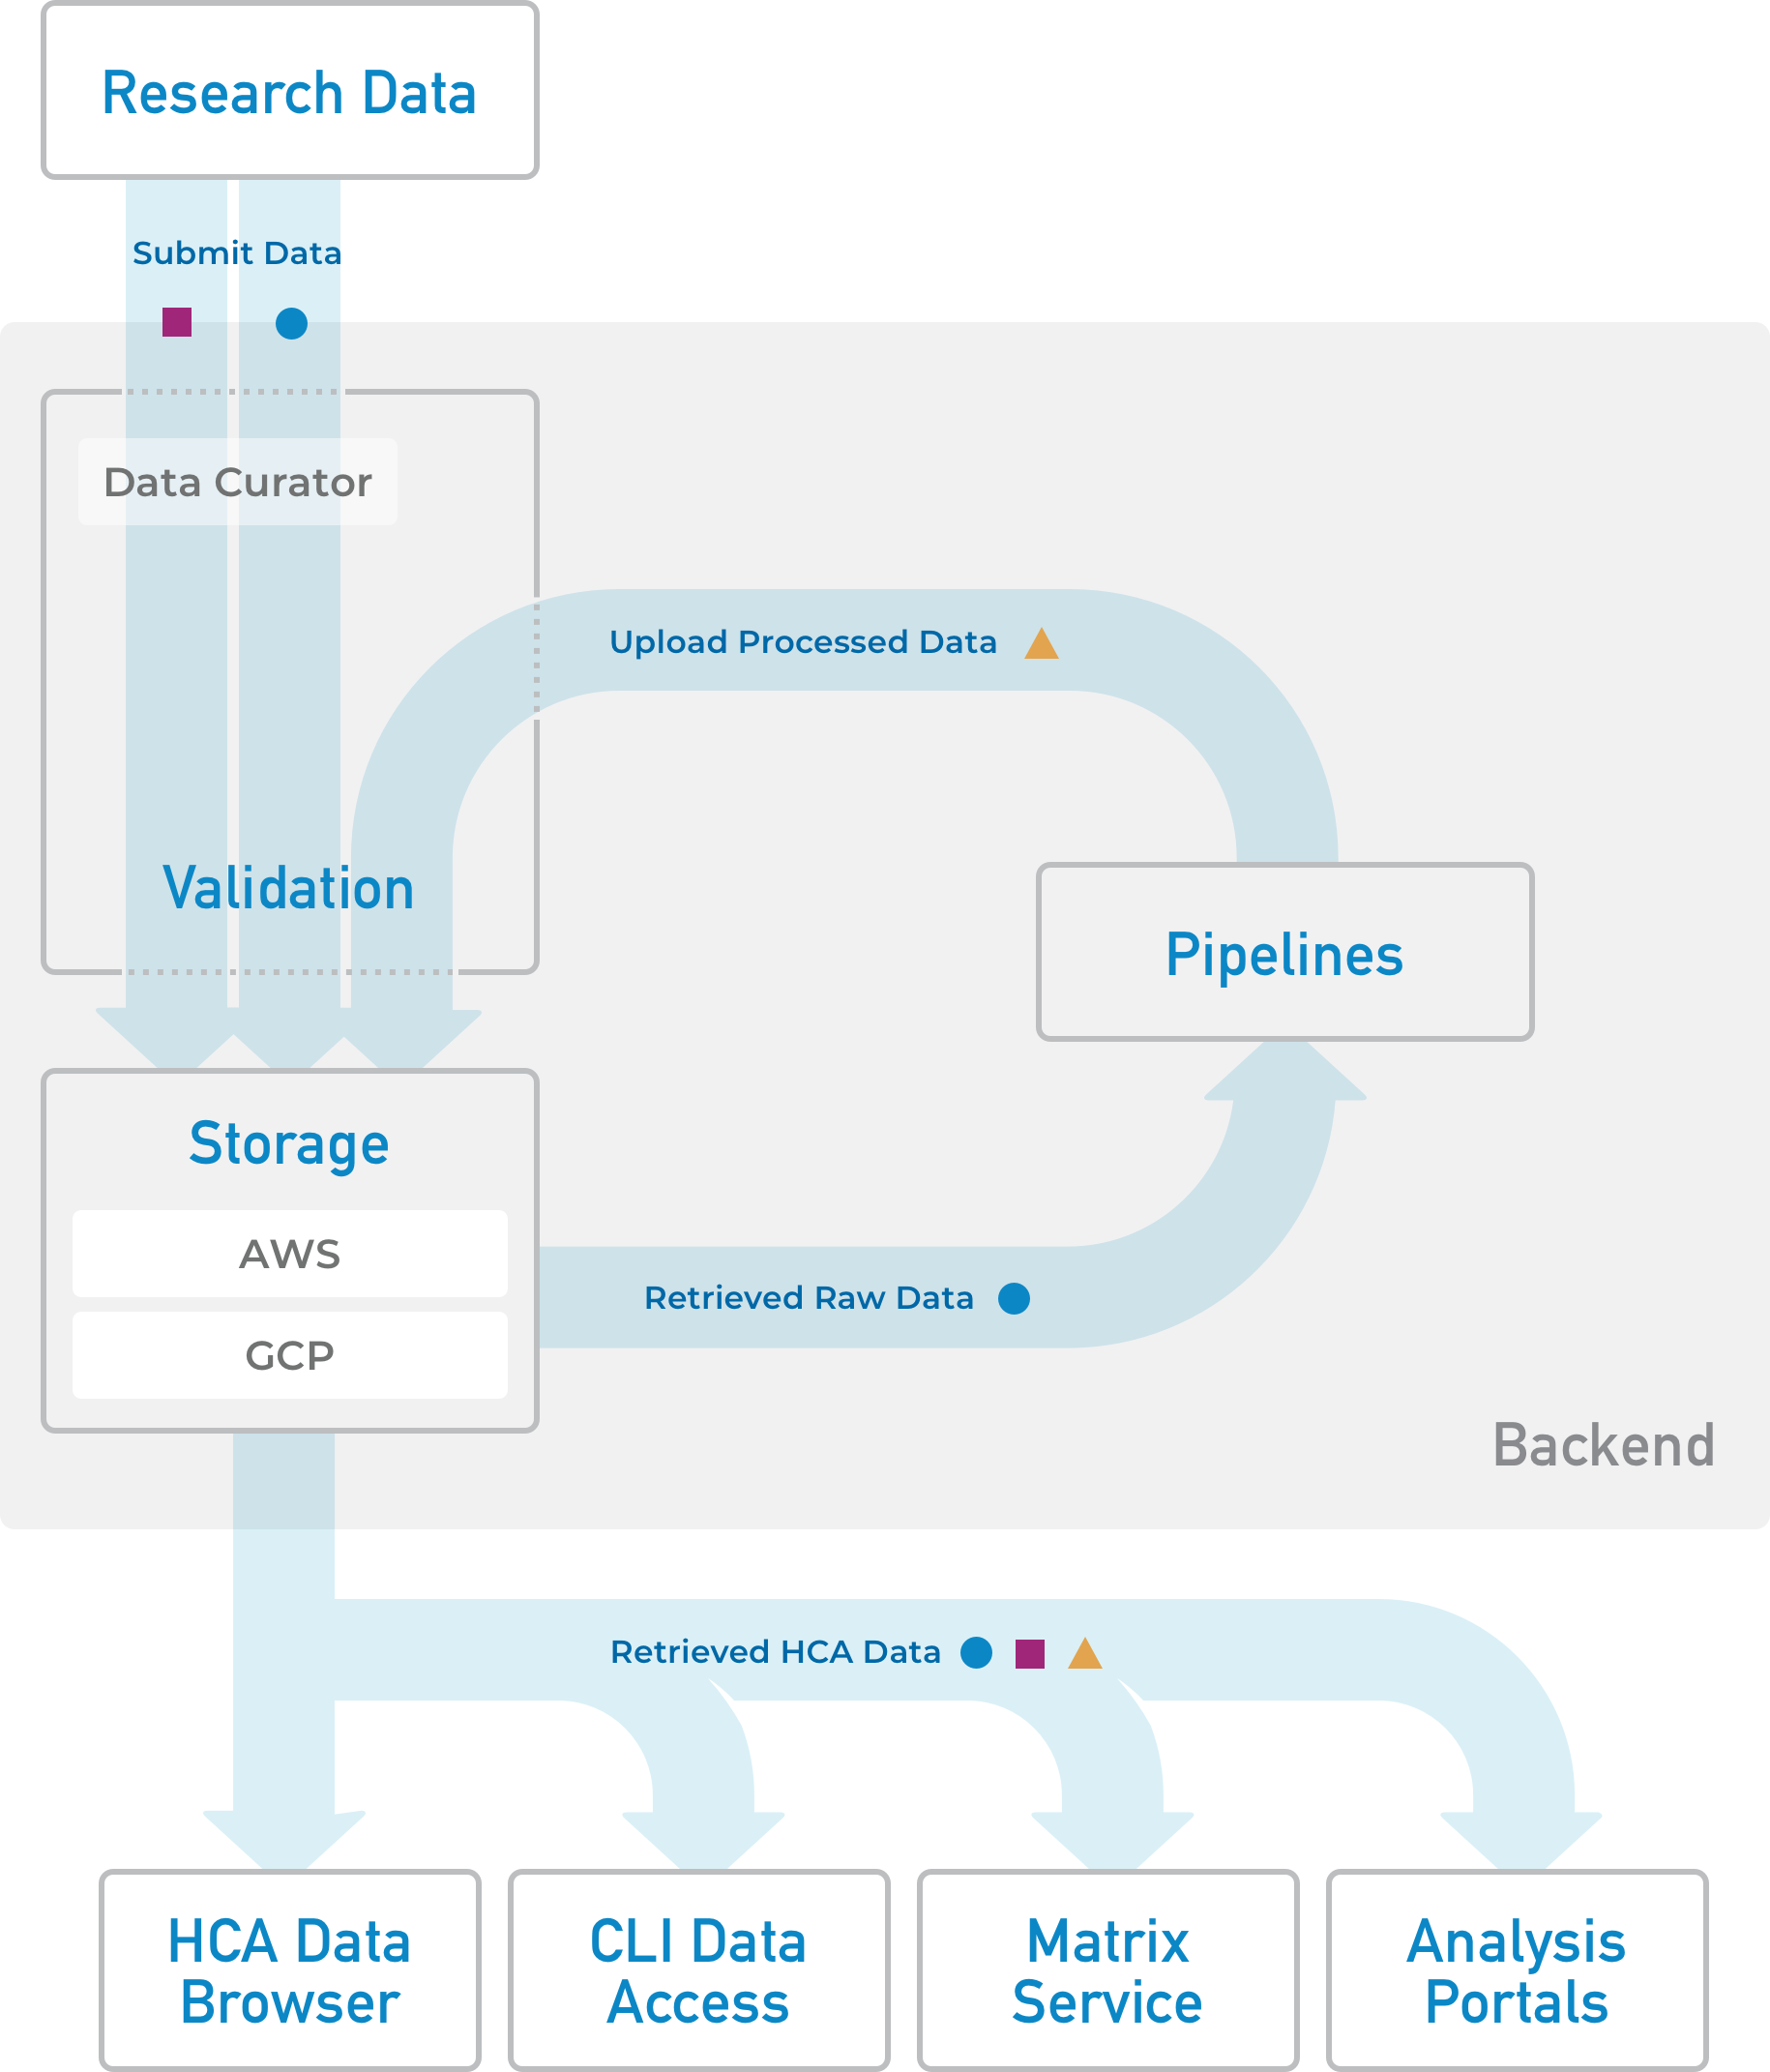 Research Data
Submit Data
Data Curator
Upload Processed Data
Validation
Pipelines
Storage
AWS
Retrieved Raw Data
GCP
Backend
Retrieved HCA Data
HCA Data
Browser
CLI Data
Access
Matrix
Service
Analysis
Portals